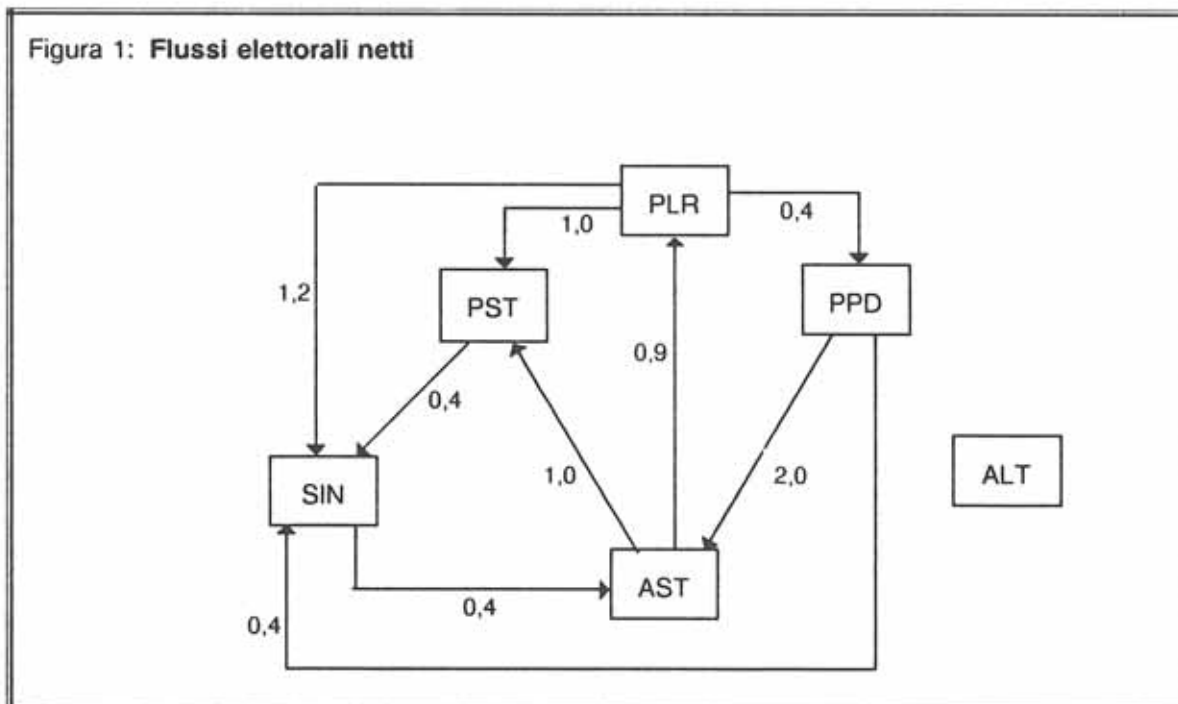 Figura 1: Flussi elettorali netti
PLR
0,4
1,0
PPD
PST
1,2
0,9
0,4
ALT
SIN
1,0
2,0
AST
0,4
0,4